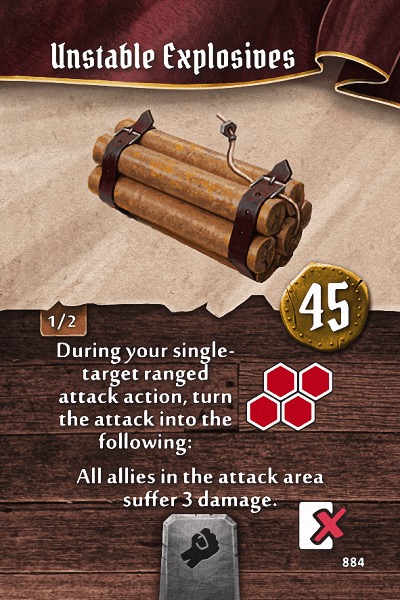 Unstable Explosives
45
1/2
During your single-
target ranged
attack action, turn
the attack into the
following:
All allies in the attack area
suffer 3 damage.
884